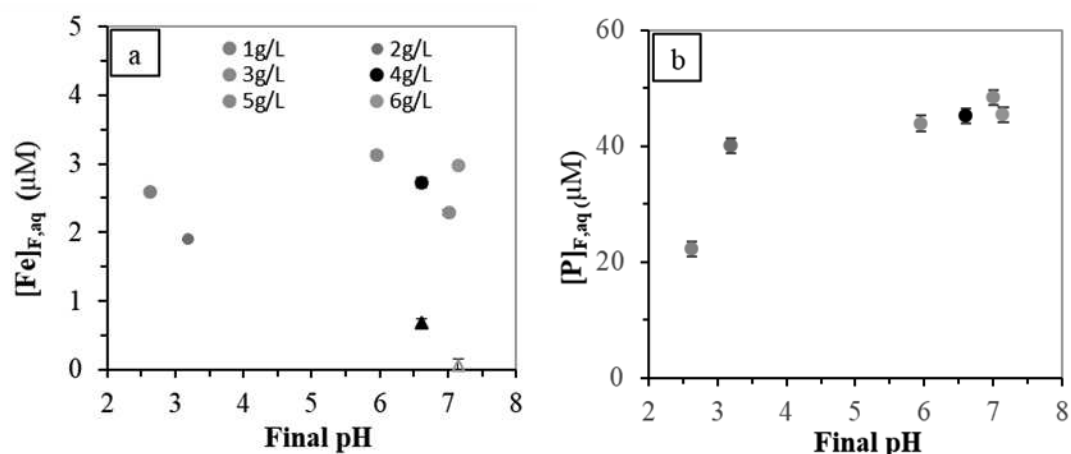 a
1g/L 2g/L
3g/L 4g/L
5g/L 6g/L
[Fe]F,aq (μM)
5
4
3
2
1
0
2 3 4 5 6 7 8
Final pH
b
[P]F,aq (μM)
60
40
20
0
2 3 4 5 6 7 8
Final pH